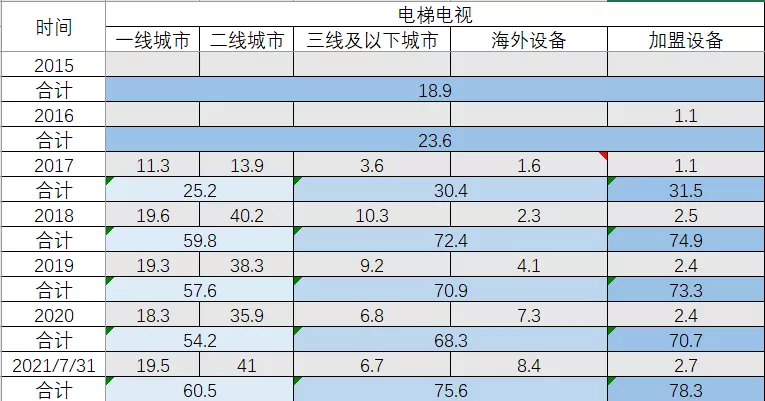 时间 电梯电视
一线城市 二线城市 三线及以下城市 海外设备 加盟设备
2015
合计 18.9
2016 1.1
合计 23.6
2017 11.3 13.9 3.6 1.6 1.1
合计 25.2 30.4 31.5
2018 19.6 40.2 10.3 2.3 2.5
合计 59.8 72.4 74.9
2019 19.3 38.3 9.2 4.1 2.4
合计 57.6 70.9 73.3
2020 18.3 35.9 6.8 7.3 2.4
合计 54.2 68.3 70.7
2021/7/31 19.5 41 6.7 8.4 2.7
合计 60.5 75.6 78.3